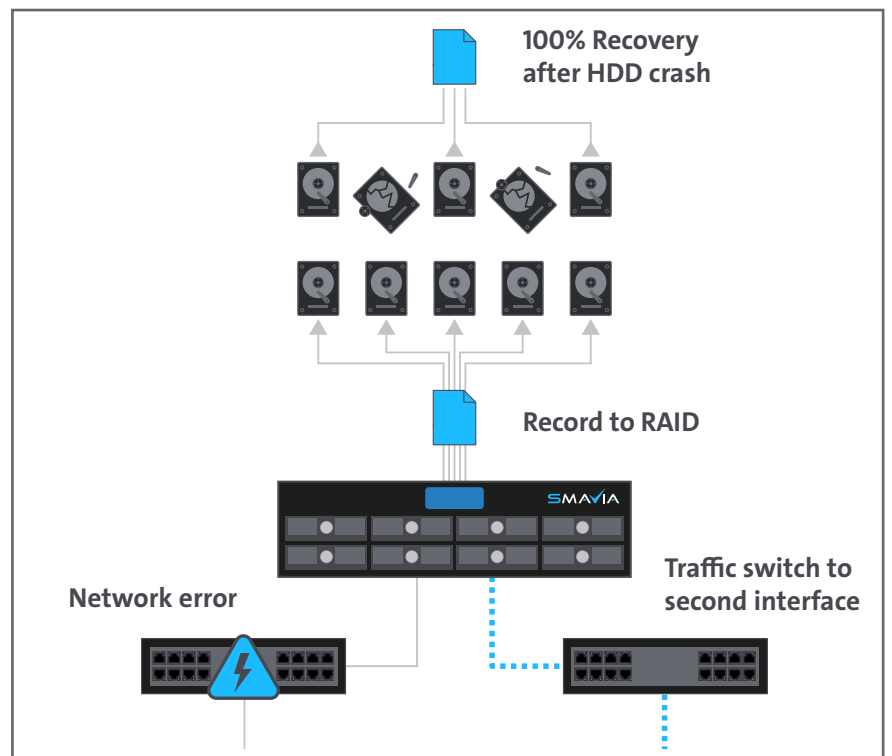 100% Recovery
after HDD crash
Record to RAID
SMAVIA
Traffic switch to
second interface
Network error